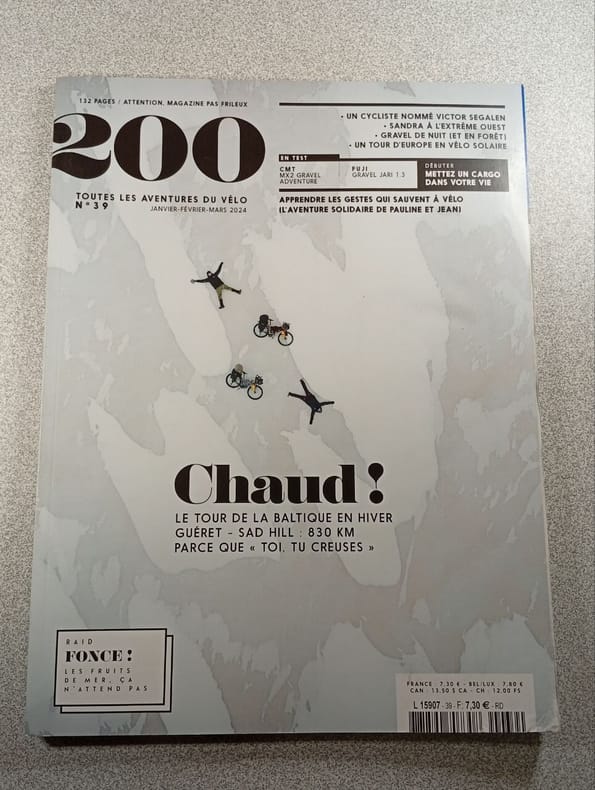 132 PAGES / ATTENTION, MAGAZINE PAS FRILEUX
200
TOUTES LES AVENTURES DU VÉLO
N°39
JANVIER-FÉVRIER-MARS 2024
• UN CYCLISTE NOMMÉ VICTOR SEGALEN
• SANDRA À L'EXTRÊME OUEST
• GRAVEL DE NUIT (ET EN FORÊT)
• UN TOUR D'EUROPE EN VÉLO SOLAIRE
EN TEST
CMT
MX2 GRAVEL
ADVENTURE
FUJI
GRAVEL JARI 1.3
DÉBUTER
METTEZ UN CARGO
DANS VOTRE VIE
APPRENDRE LES GESTES QUI SAUVENT À VÉLO
(L'AVENTURE SOLIDAIRE DE PAULINE ET JEAN)
Chaud !
LE TOUR DE LA BALTIQUE EN HIVER
GUÉRET - SAD HILL : 830 KM
PARCE QUE « TOI, TU CREUSES »
RAID
FONCE !
LES FRUITS
DE MER, ÇA
N'ATTEND PAS
FRANCE : 7,30 € - BEL/LUX : 7,80 €
CAN : 13,50 $ CA - CH : 12,00 FS
L 15907 - 39 - F: 7,30 € - RD